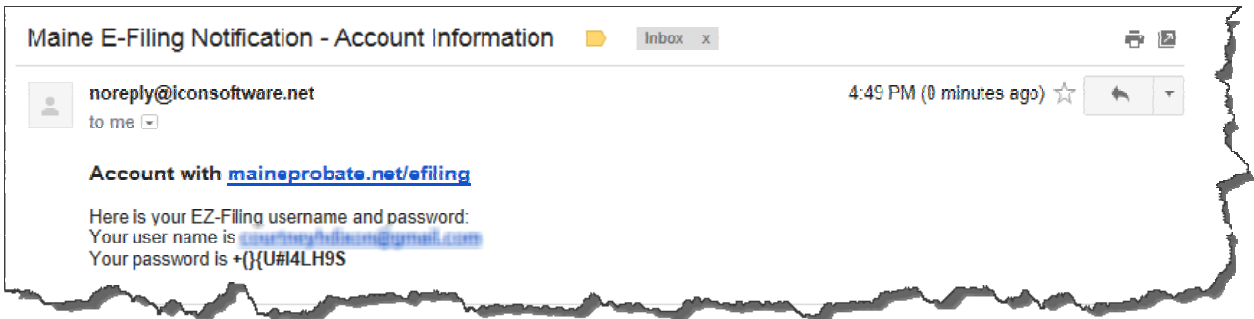 Maine E-Filing Notification - Account Information Inbox x
noreply@iconsoftware.net 4:49 PM (0 minutes ago)
to me
Account with maineprobate.net/efiling
Here is your EZ-Filing username and password:
Your user name is
Your password is +(}{U#I4LH9S